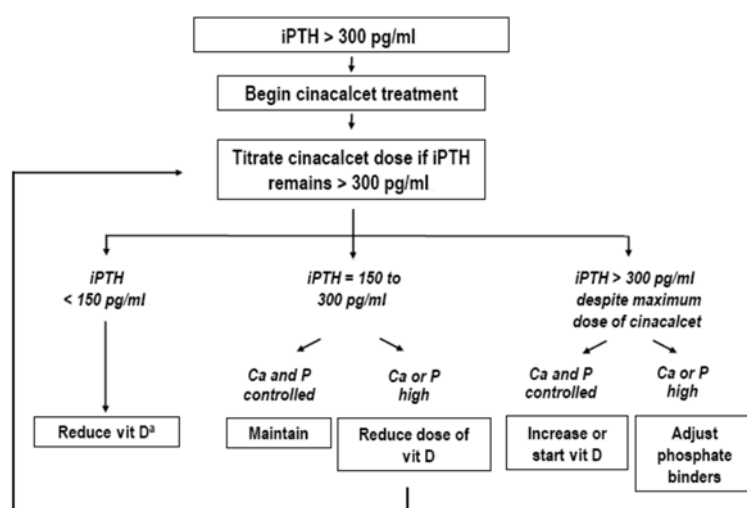 iPTH > 300 pg/ml
Begin cinacalcet treatment
Titrate cinacalcet dose if iPTH
remains > 300 pg/ml
iPTH
< 150 pg/ml
iPTH = 150 to
300 pg/ml
iPTH > 300 pg/ml
despite maximum
dose of cinacalcet
Ca and P
controlled
Ca or P
high
Ca and P
controlled
Ca or P
high
Reduce vit Dª
Maintain
Reduce dose of
vit D
Increase or
start vit D
Adjust
phosphate
binders